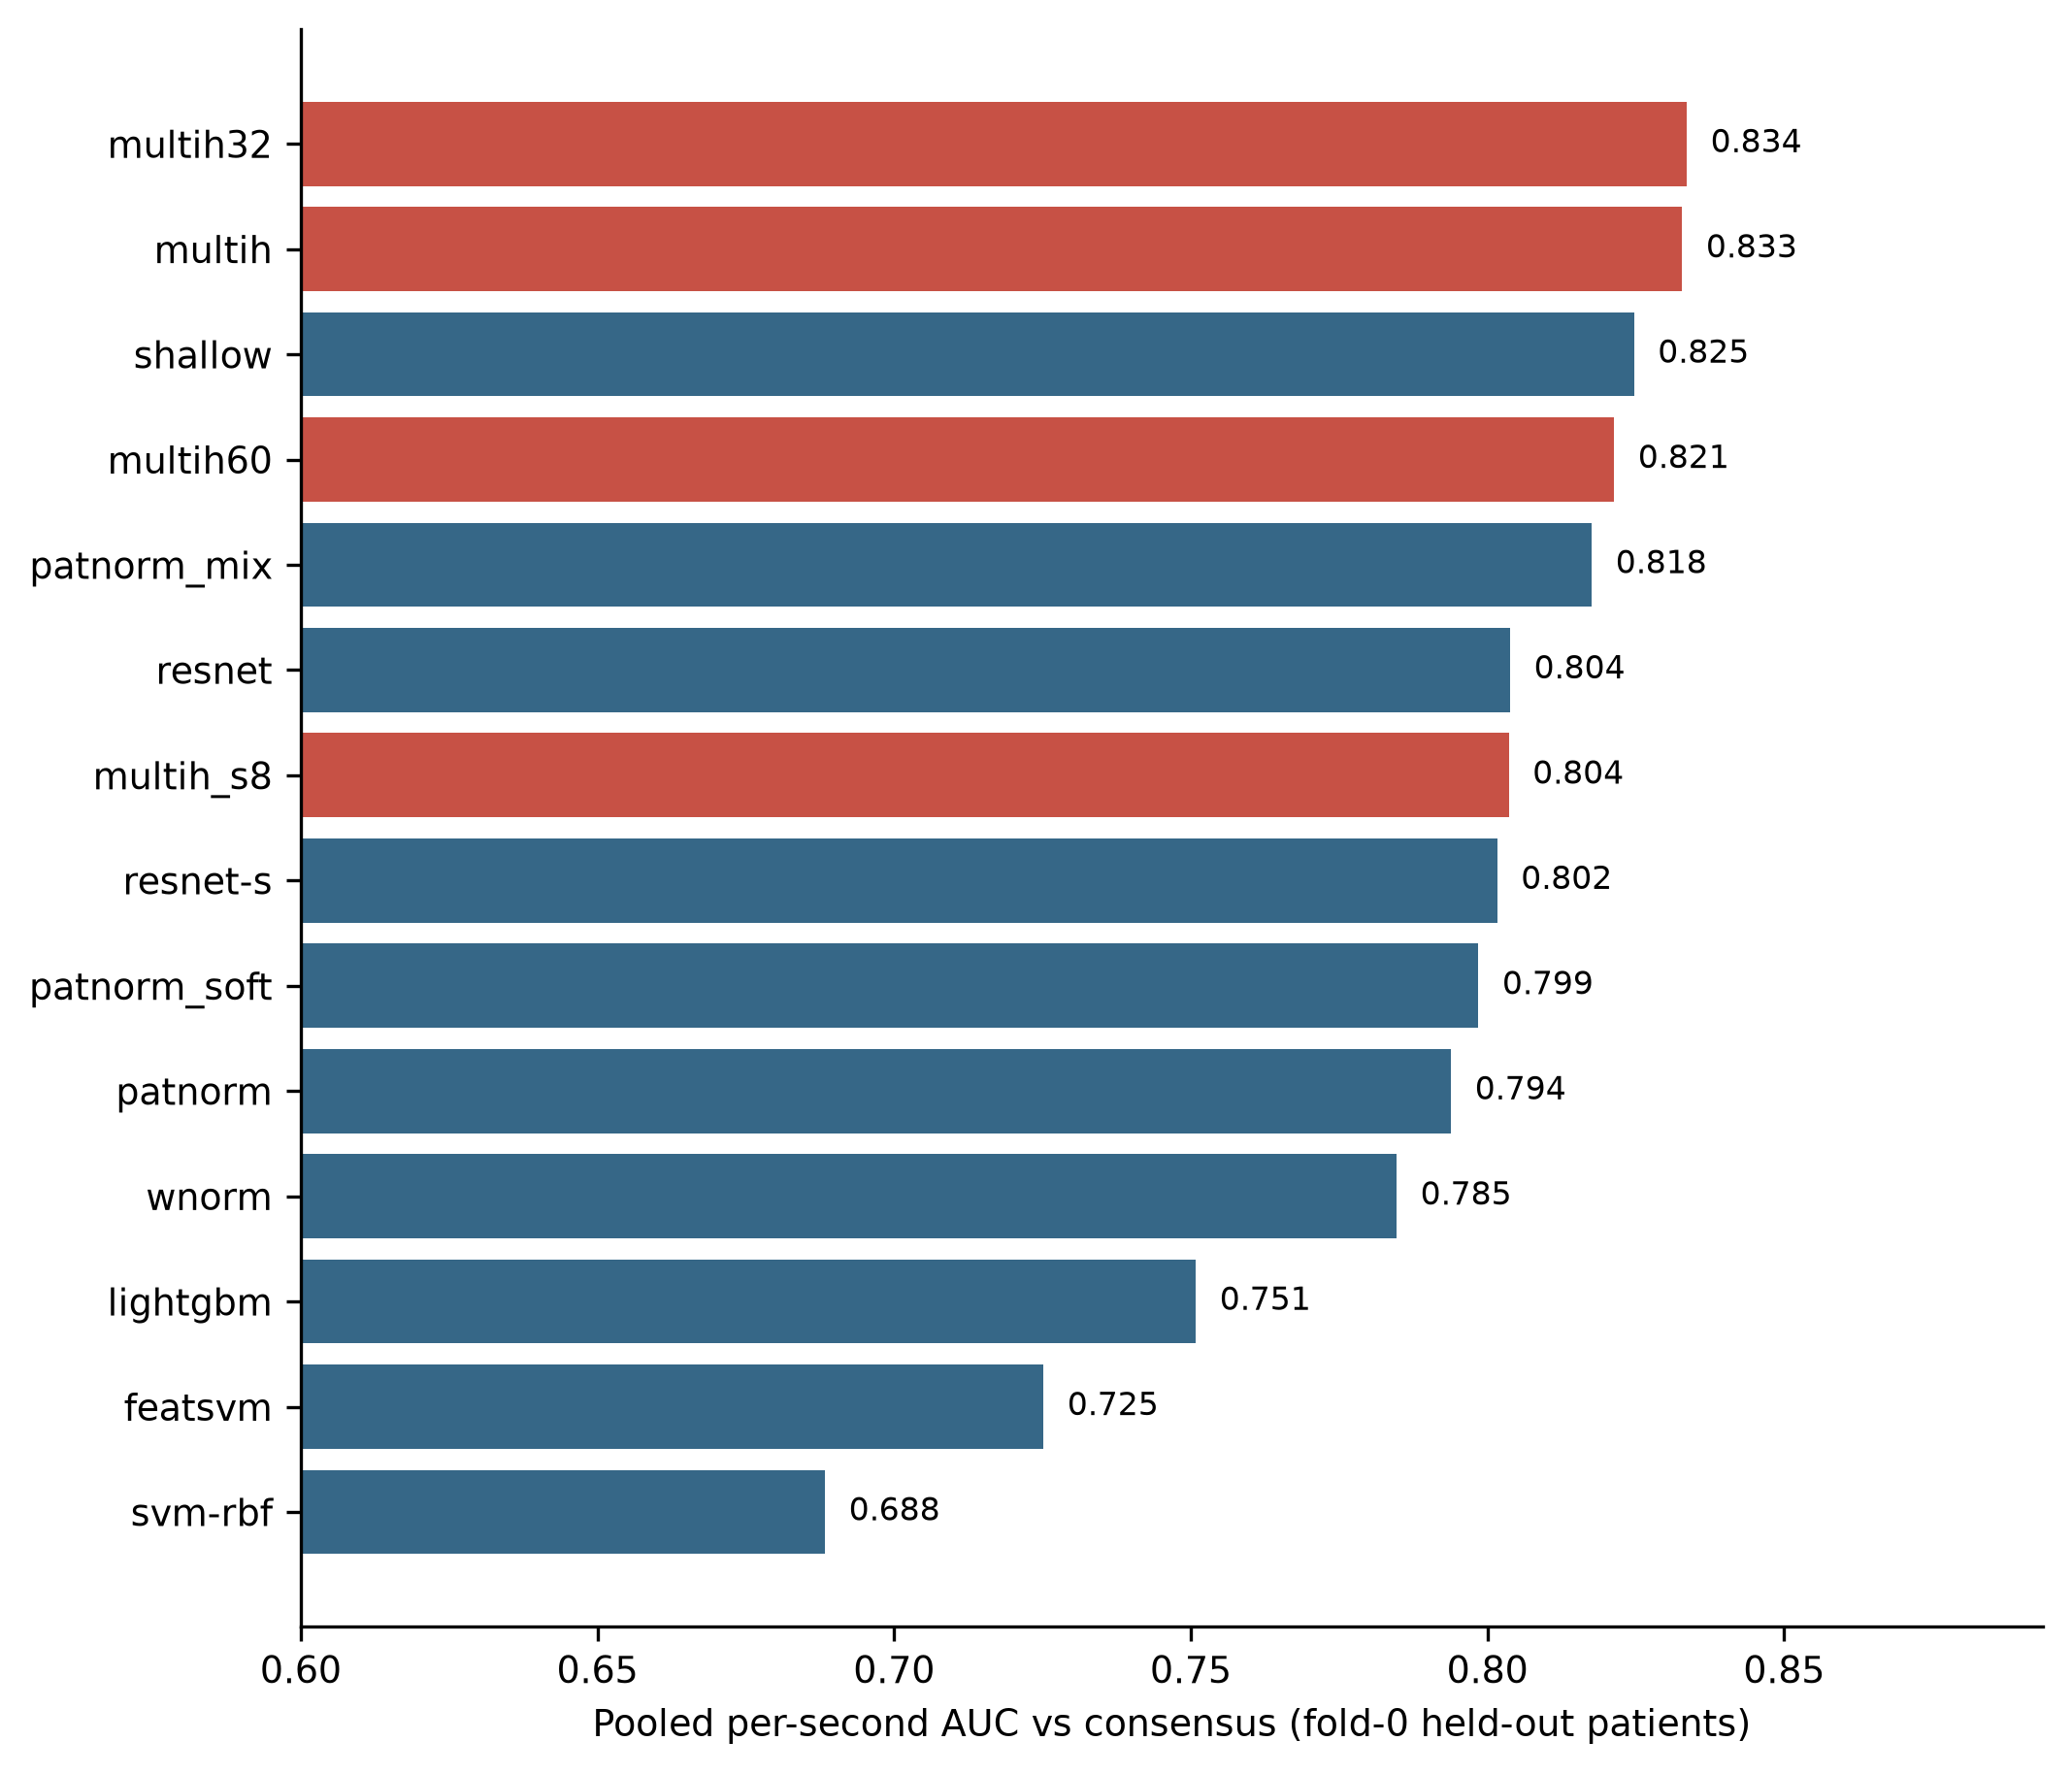 multih32 0.834
multih 0.833
shallow 0.825
multih60 0.821
patnorm_mix 0.818
resnet 0.804
multih_s8 0.804
resnet-s 0.802
patnorm_soft 0.799
patnorm 0.794
wnorm 0.785
lightgbm 0.751
featsvm 0.725
svm-rbf 0.688
0.60 0.65 0.70 0.75 0.80 0.85
Pooled per-second AUC vs consensus (fold-0 held-out patients)